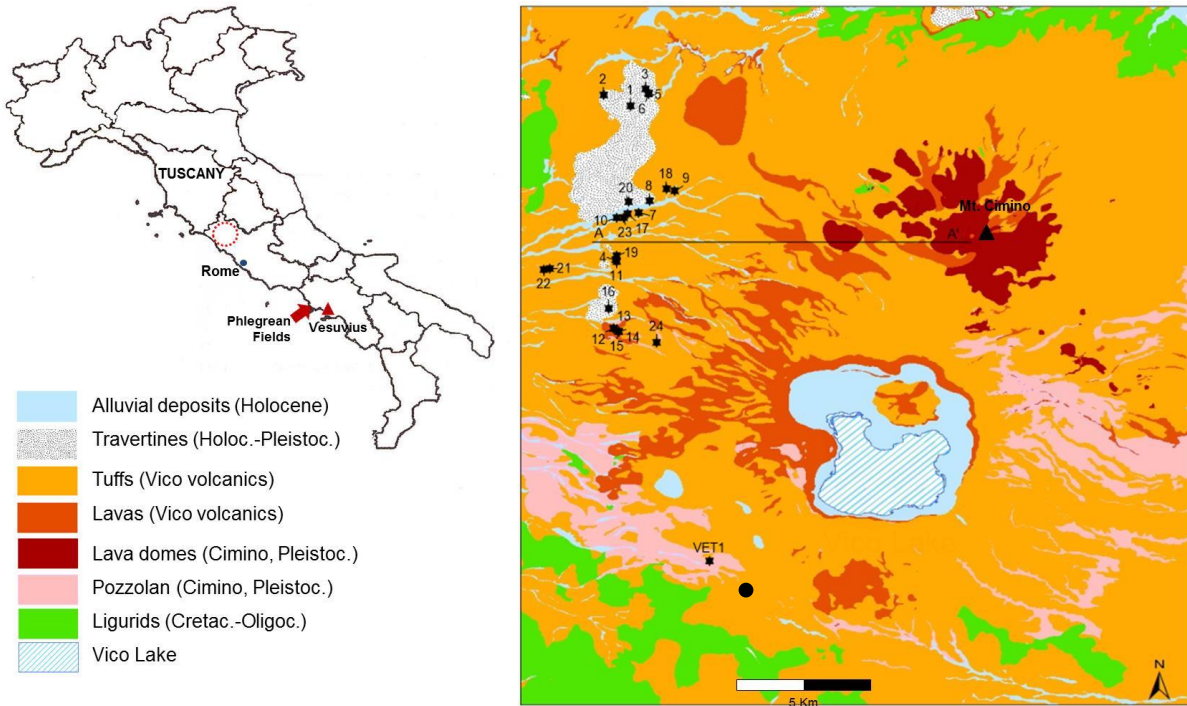 TUSCANY
Rome
Phlegrean
Fields
Vesuvius
Alluvial deposits (Holocene)
Travertines (Holoc.-Pleistoc.)
Tuffs (Vico volcanics)
Lavas (Vico volcanics)
Lava domes (Cimino, Pleistoc.)
Pozzolan (Cimino, Pleistoc.)
Ligurids (Cretac.-Oligoc.)
Vico Lake
3
2
1
5
6
18
9
20
8
10
7
17
23
A
A'
Mt. Cimino
4
19
21
11
22
16
13
24
12
14
15
Vico Lake
VET1
N
5 Km